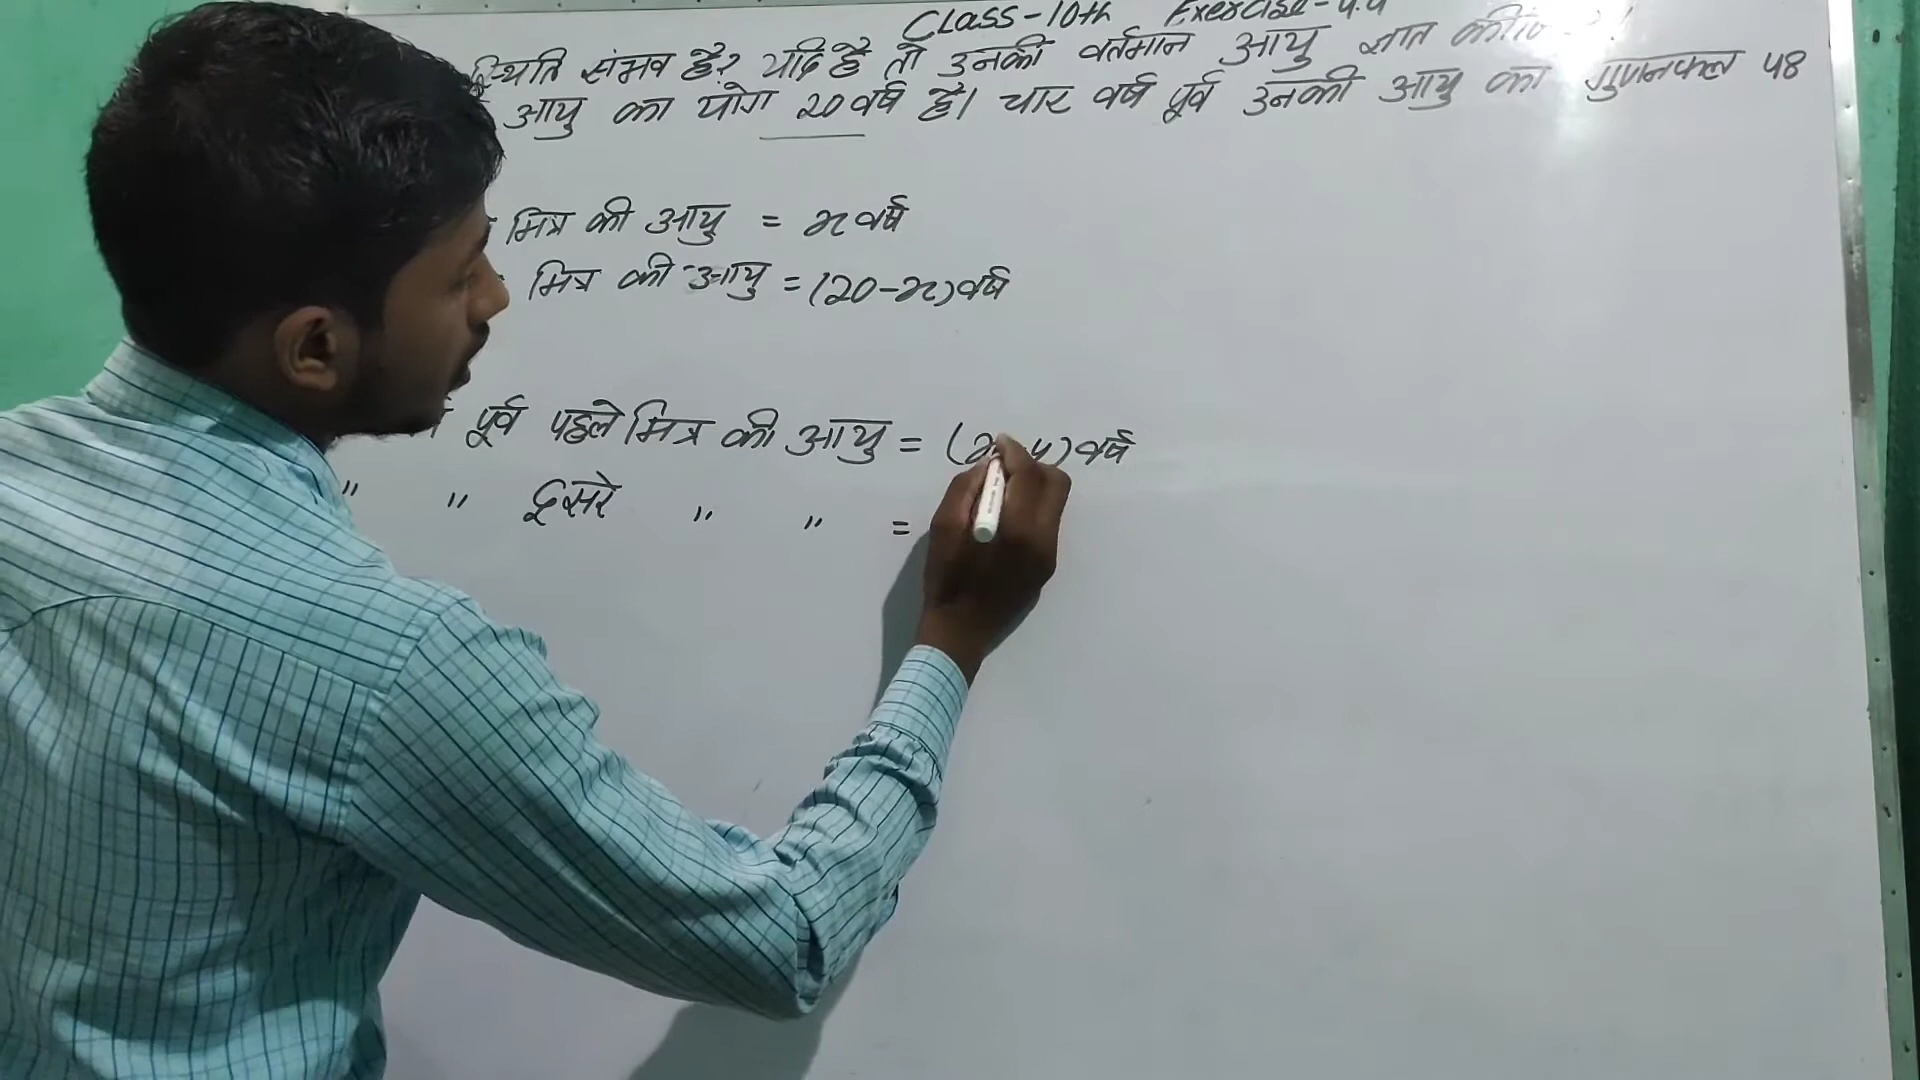 Class-10th Exercise-4.4
स्थिति संभव है? यदि है तो उनकी वर्तमान आयु ज्ञात
आयु का योग 20 वर्ष है। चार वर्ष पूर्व उनकी आयु का गुणनफल 48
मित्र की आयु = x वर्ष
मित्र की आयु = (20-x) वर्ष
पूर्व पहले मित्र की आयु = (x-4) वर्ष
" " दूसरे " " =